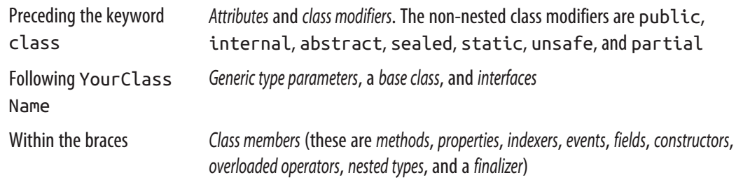 Preceding the keyword Attributes and class modifiers. The non-nested class modifiers are public,
class internal, abstract, sealed, static, unsafe, and partial
Following YourClass Generic type parameters, a base class, and interfaces
Name
Within the braces Class members (these are methods, properties, indexers, events, fields, constructors,
overloaded operators, nested types, and a finalizer)